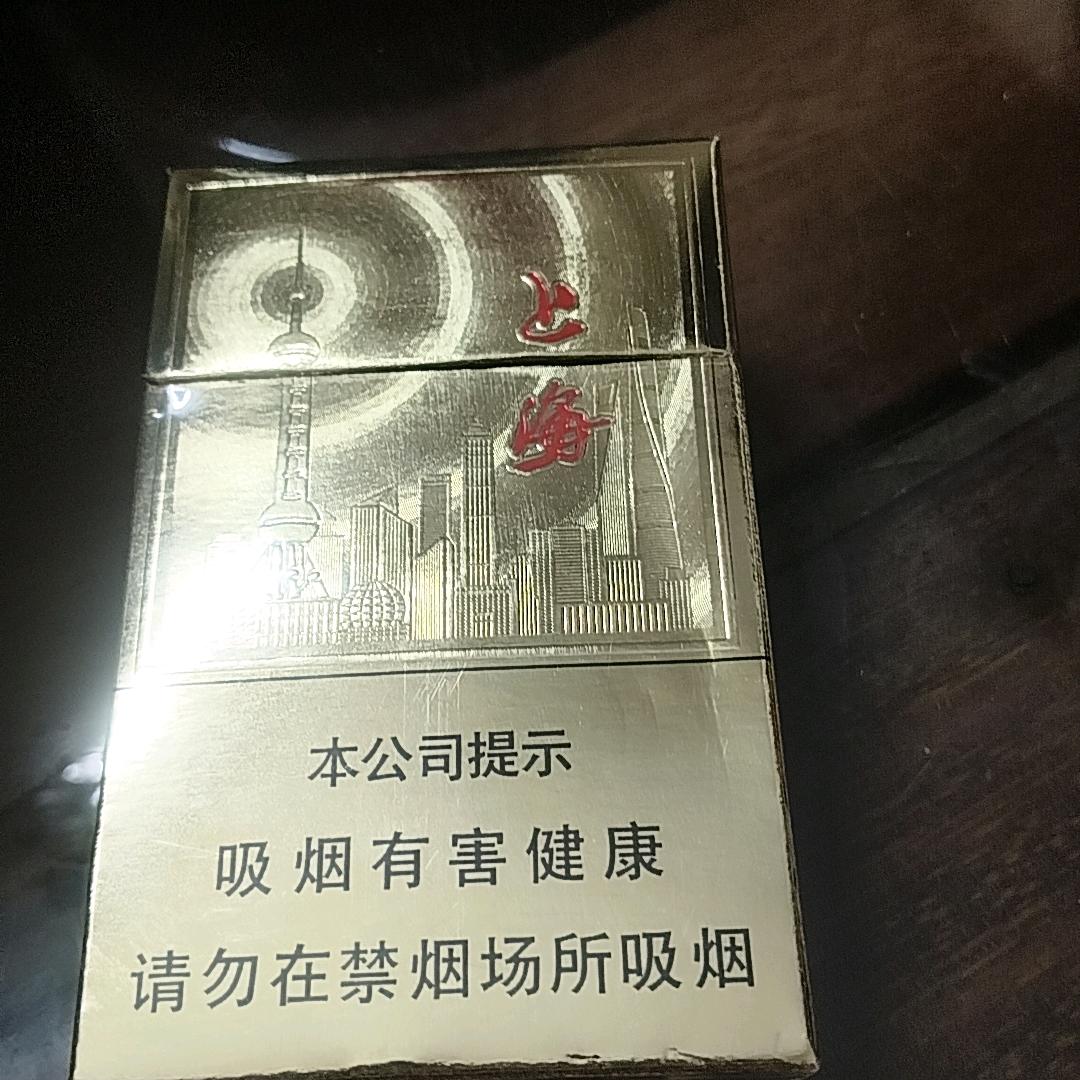 上
海
本公司提示
吸烟有害健康
请勿在禁烟场所吸烟